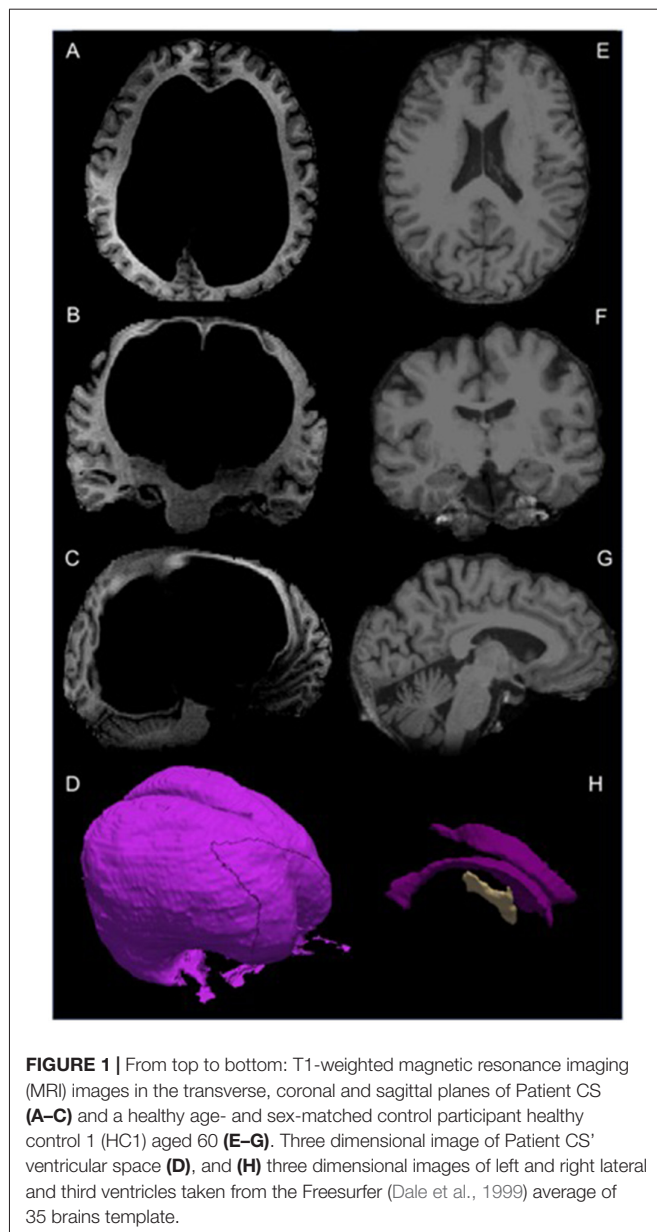 A
E
B
F
C
G
D
H
FIGURE 1 | From top to bottom: T1-weighted magnetic resonance imaging
(MRI) images in the transverse, coronal and sagittal planes of Patient CS
(A–C) and a healthy age- and sex-matched control participant healthy
control 1 (HC1) aged 60 (E–G). Three dimensional image of Patient CS'
ventricular space (D), and (H) three dimensional images of left and right lateral
and third ventricles taken from the Freesurfer (Dale et al., 1999) average of
35 brains template.